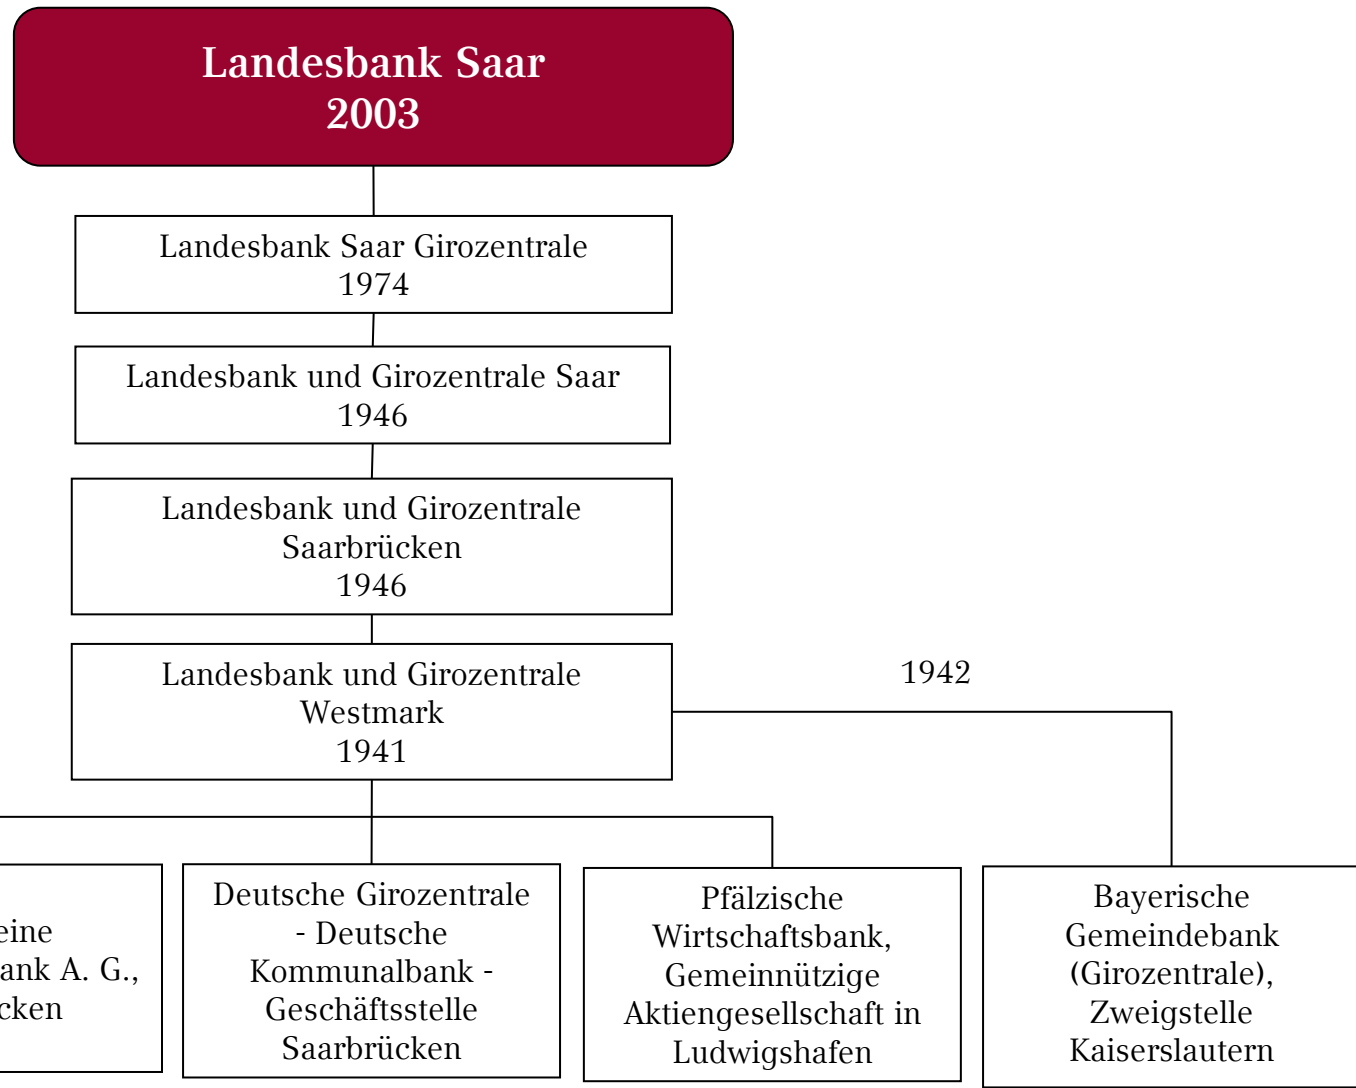 Landesbank Saar
2003
Landesbank Saar Girozentrale
1974
Landesbank und Girozentrale Saar
1946
Landesbank und Girozentrale
Saarbrücken
1946
Landesbank und Girozentrale
Westmark
1941
1942
Deutsche Girozentrale
- Deutsche
Kommunalbank -
Geschäftsstelle
Saarbrücken
Pfälzische
Wirtschaftsbank,
Gemeinnützige
Aktiengesellschaft in
Ludwigshafen
Bayerische
Gemeindebank
(Girozentrale),
Zweigstelle
Kaiserslautern
A. G.,